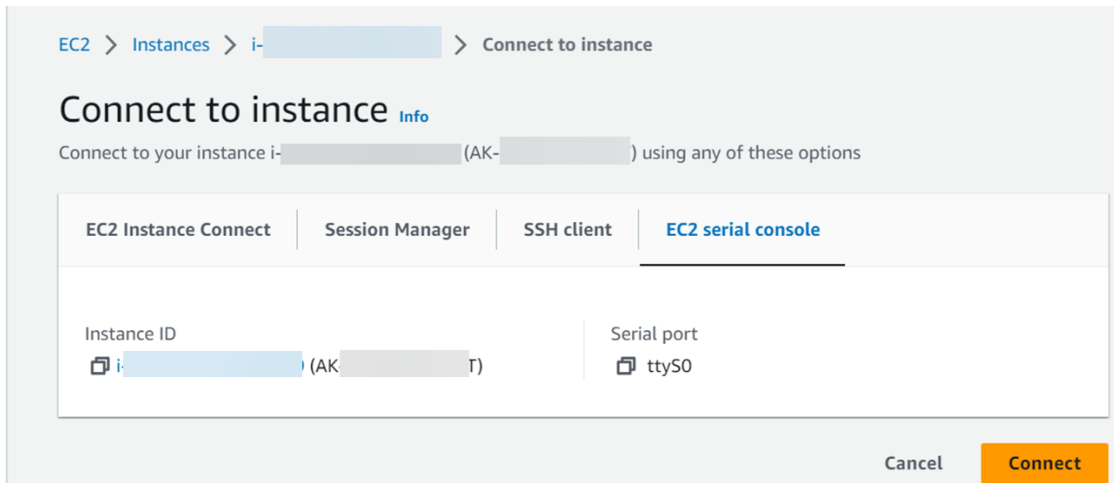 EC2 > Instances > i- > Connect to instance
Connect to instance Info
Connect to your instance i- (AK- ) using any of these options
EC2 Instance Connect Session Manager SSH client EC2 serial console
Instance ID Serial port
i- (AK- T) ttyS0
Cancel Connect